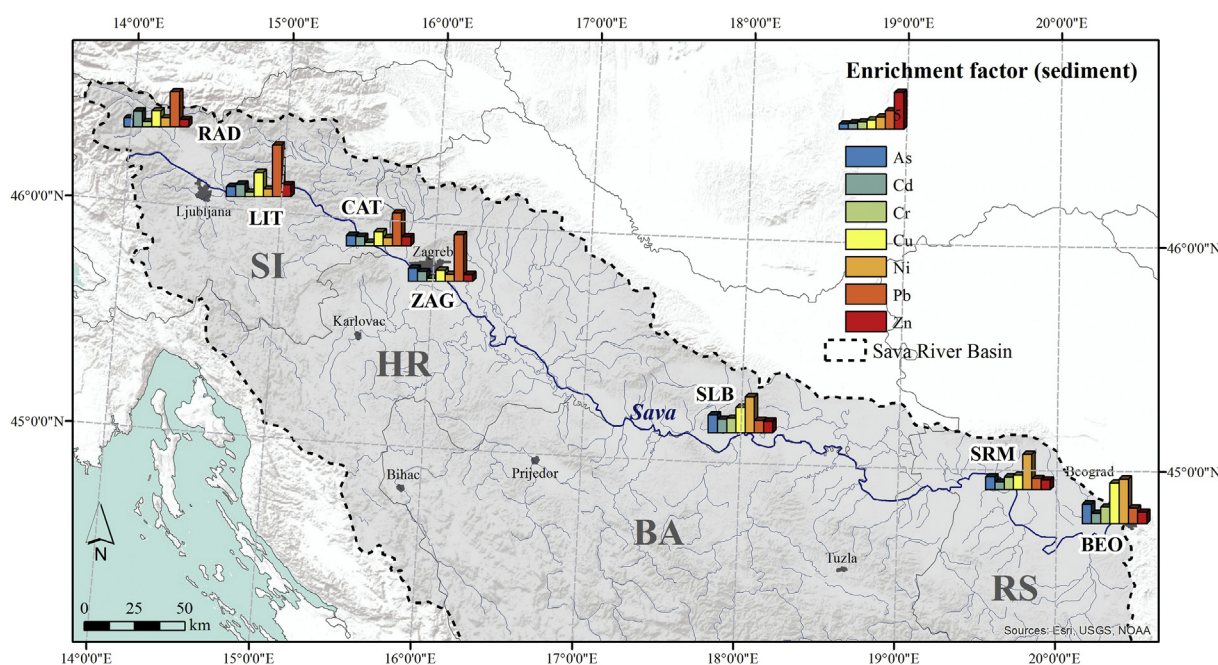 14°0'0"E 15°0'0"E 16°0'0"E 17°0'0"E 18°0'0"E 19°0'0"E 20°0'0"E
Enrichment factor (sediment)
5
As
Cd
Cr
Cu
Ni
Pb
Zn
Sava River Basin
RAD
46°0'0"N
Ljubljana
LIT
CAT
SI
Zagreb
ZAG
46°0'0"N
Karlovac
HR
45°0'0"N
Sava
SLB
SRM
Beograd
45°0'0"N
Bihac
Prijedor
BA
Tuzla
BEO
RS
N
0 25 50
km
Sources: Esri, USGS, NOAA
14°0'0"E 15°0'0"E 16°0'0"E 17°0'0"E 18°0'0"E 19°0'0"E 20°0'0"E